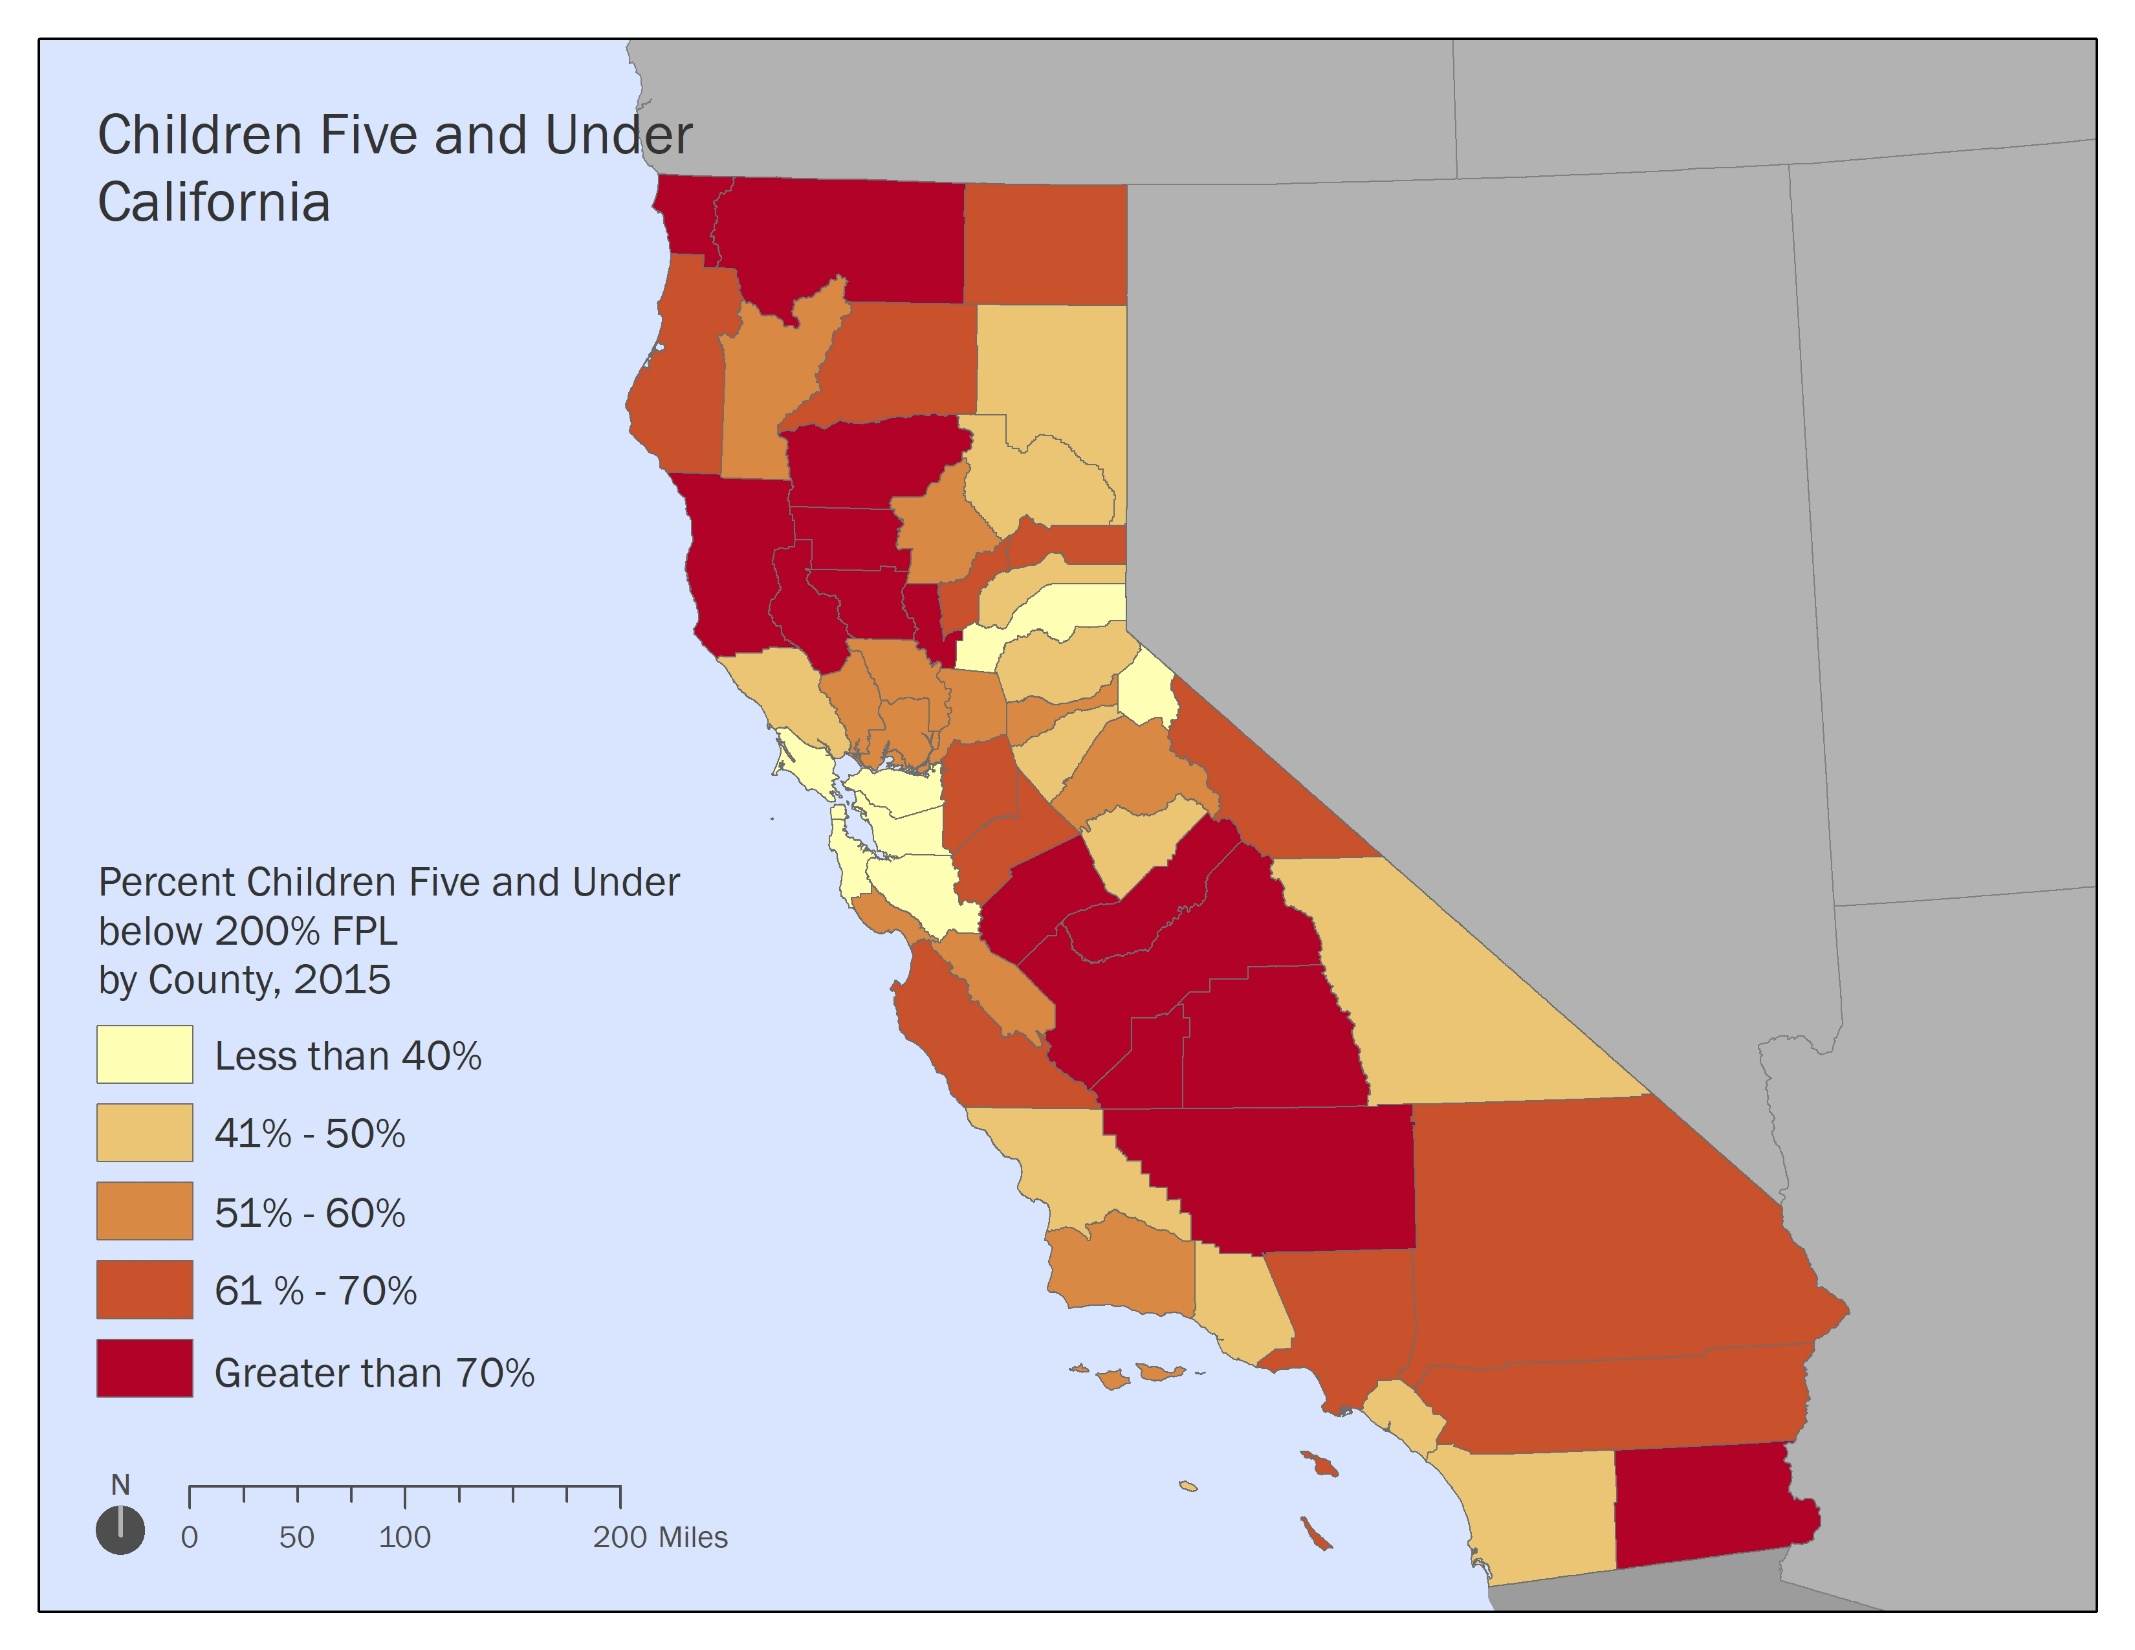 Children Five and Under
California
Percent Children Five and Under
below 200% FPL
by County, 2015
Less than 40%
41% - 50%
51% - 60%
61 % - 70%
Greater than 70%
N
0 50 100 200 Miles